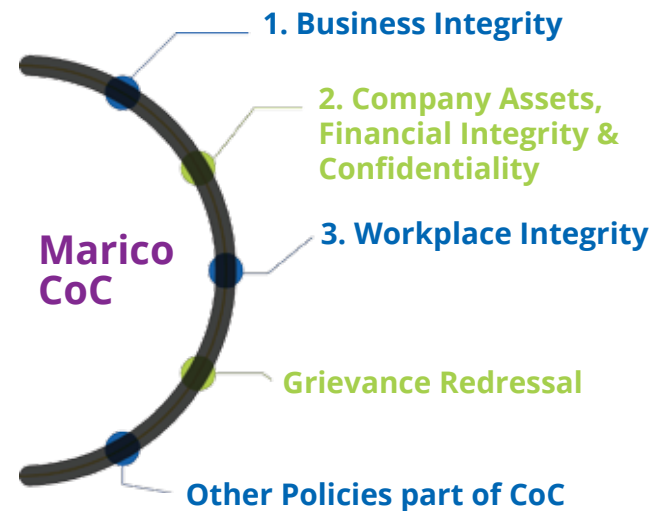 1. Business Integrity
2. Company Assets,
Financial Integrity &
Confidentiality
3. Workplace Integrity
Marico
CoC
Grievance Redressal
Other Policies part of CoC